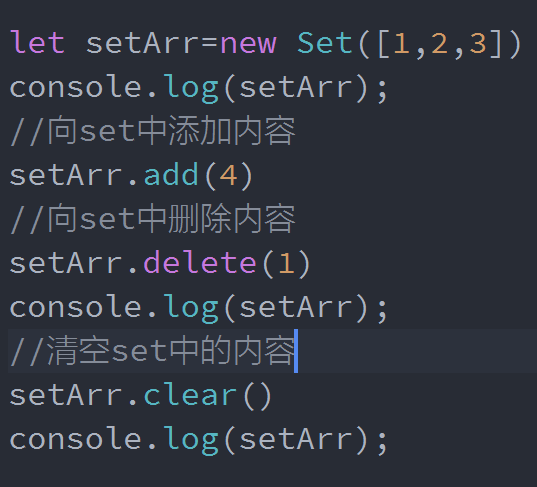 let setArr=new Set([1,2,3])
console.log(setArr);
//向set中添加内容
setArr.add(4)
//向set中删除内容
setArr.delete(1)
console.log(setArr);
//清空set中的内容
setArr.clear()
console.log(setArr);